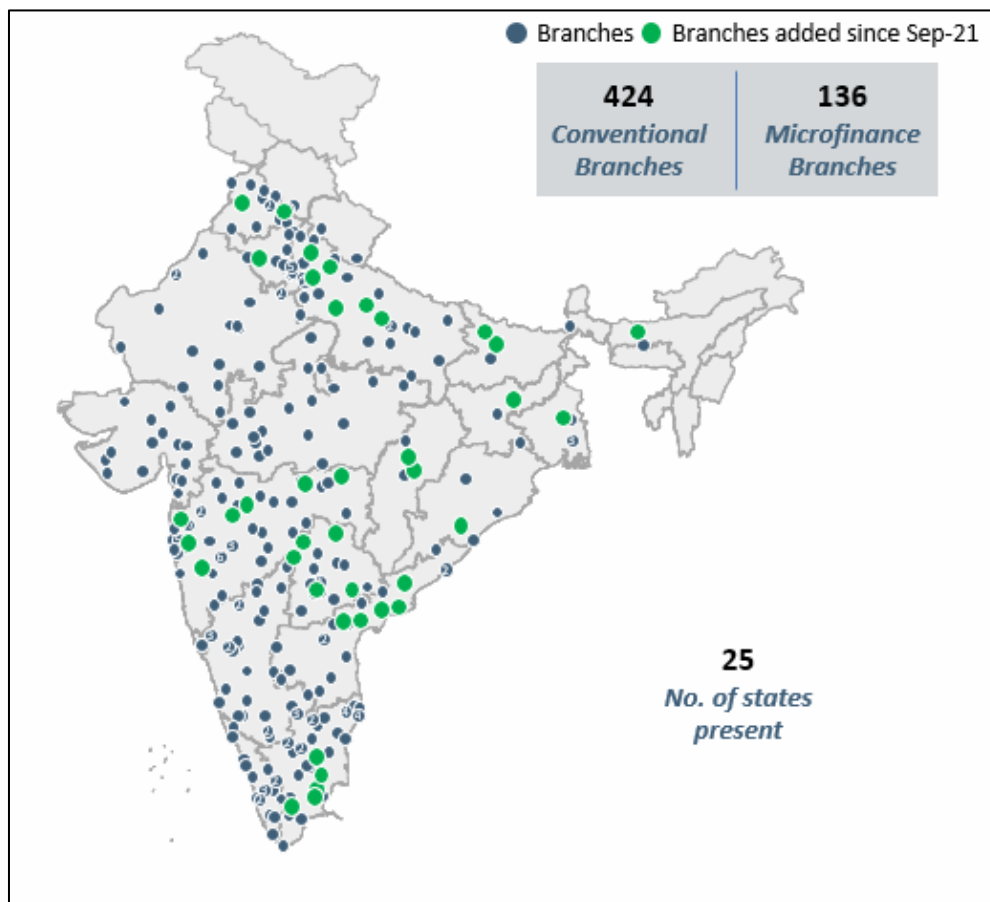 Branches
Branches added since Sep-21
424
Conventional
Branches
136
Microfinance
Branches
25
No. of states
present